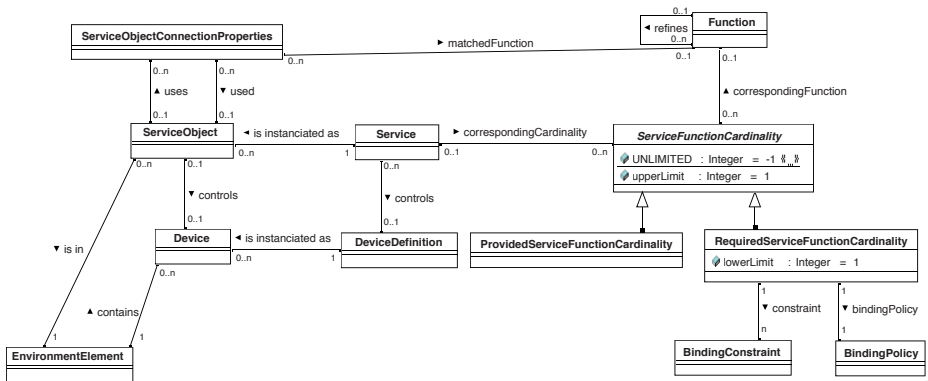 0..1
Function
ServiceObjectConnectionProperties
◄ refines
0..n
► matchedFunction
0..n
0..1
0..1
0..n
0..n
▲ uses
▼ used
▲ correspondingFunction
0..1
0..1
0..n
ServiceObject
◄ is instanciated as
Service
► correspondingCardinality
ServiceFunctionCardinality
0..n
1
0..1
0..n
UNLIMITED : Integer = -1 «_»
upperLimit : Integer = 1
0..n
0..1
▼ controls
▼ controls
0..1
0..1
▼ is in
Device
◄ is instanciated as
DeviceDefinition
ProvidedServiceFunctionCardinality
RequiredServiceFunctionCardinality
0..n
1
lowerLimit : Integer = 1
0..n
1
1
▲ contains
▼ constraint
▼ bindingPolicy
1
1
n
1
EnvironmentElement
BindingConstraint
BindingPolicy